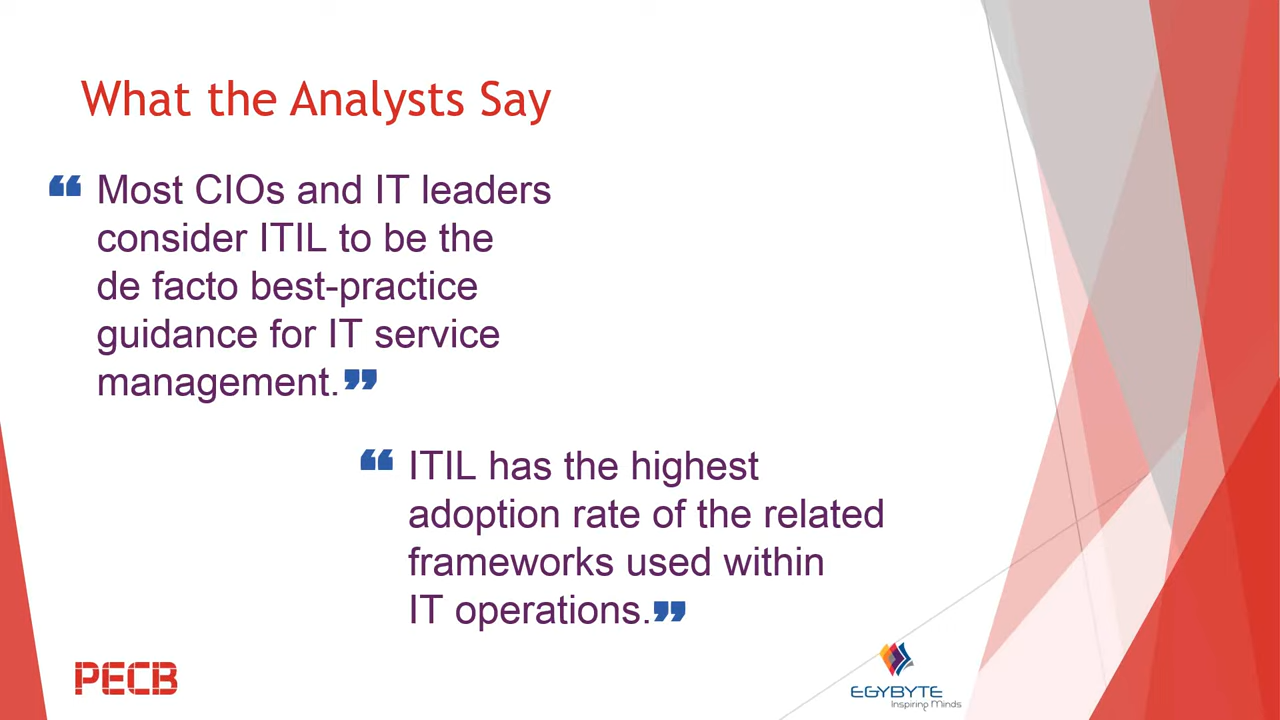 What the Analysts Say
❝ Most CIOs and IT leaders
consider ITIL to be the
de facto best-practice
guidance for IT service
management.❞
❝ ITIL has the highest
adoption rate of the related
frameworks used within
IT operations.❞
PECB
EGYBYTE
Inspiring Minds